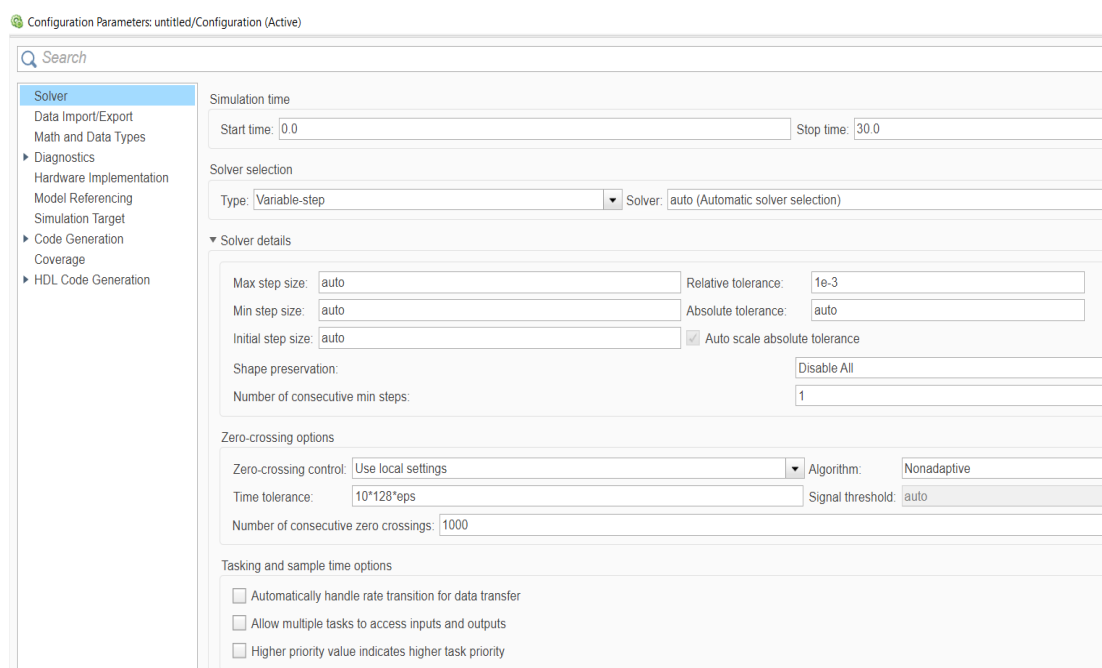 Configuration Parameters: untitled/Configuration (Active)
Search
Solver
Data Import/Export
Math and Data Types
Diagnostics
Hardware Implementation
Model Referencing
Simulation Target
Code Generation
Coverage
HDL Code Generation
Simulation time
Start time: 0.0 Stop time: 30.0
Solver selection
Type: Variable-step Solver: auto (Automatic solver selection)
Solver details
Max step size: auto Relative tolerance: 1e-3
Min step size: auto Absolute tolerance: auto
Initial step size: auto Auto scale absolute tolerance
Shape preservation: Disable All
Number of consecutive min steps: 1
Zero-crossing options
Zero-crossing control: Use local settings Algorithm: Nonadaptive
Time tolerance: 10*128*eps Signal threshold: auto
Number of consecutive zero crossings: 1000
Tasking and sample time options
Automatically handle rate transition for data transfer
Allow multiple tasks to access inputs and outputs
Higher priority value indicates higher task priority